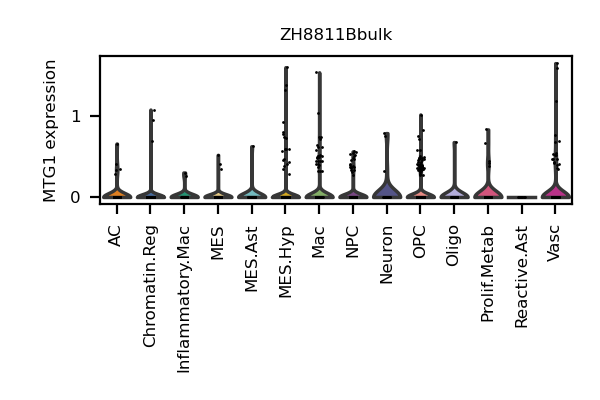 ZH8811Bbulk
MTG1 expression
1
0
AC
Chromatin.Reg
Inflammatory.Mac
MES
MES.Ast
MES.Hyp
Mac
NPC
Neuron
OPC
Oligo
Prolif.Metab
Reactive.Ast
Vasc